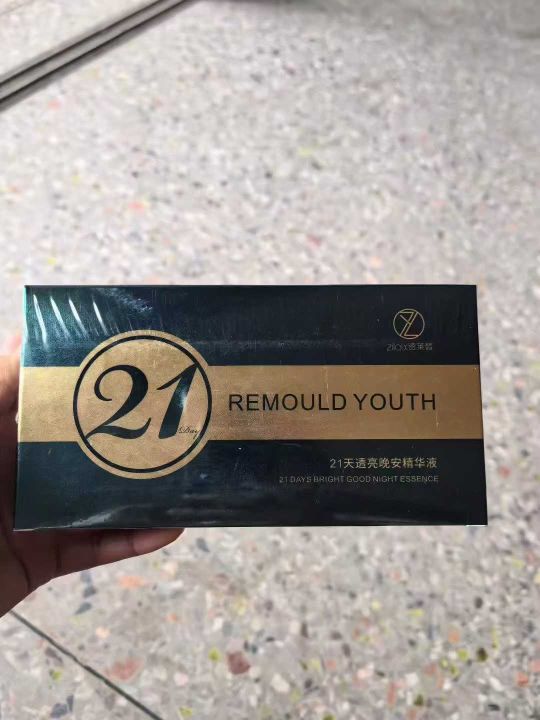 21
Day
REMOULD YOUTH
21天透亮晚安精华液
21 DAYS BRIGHT GOOD NIGHT ESSENCE